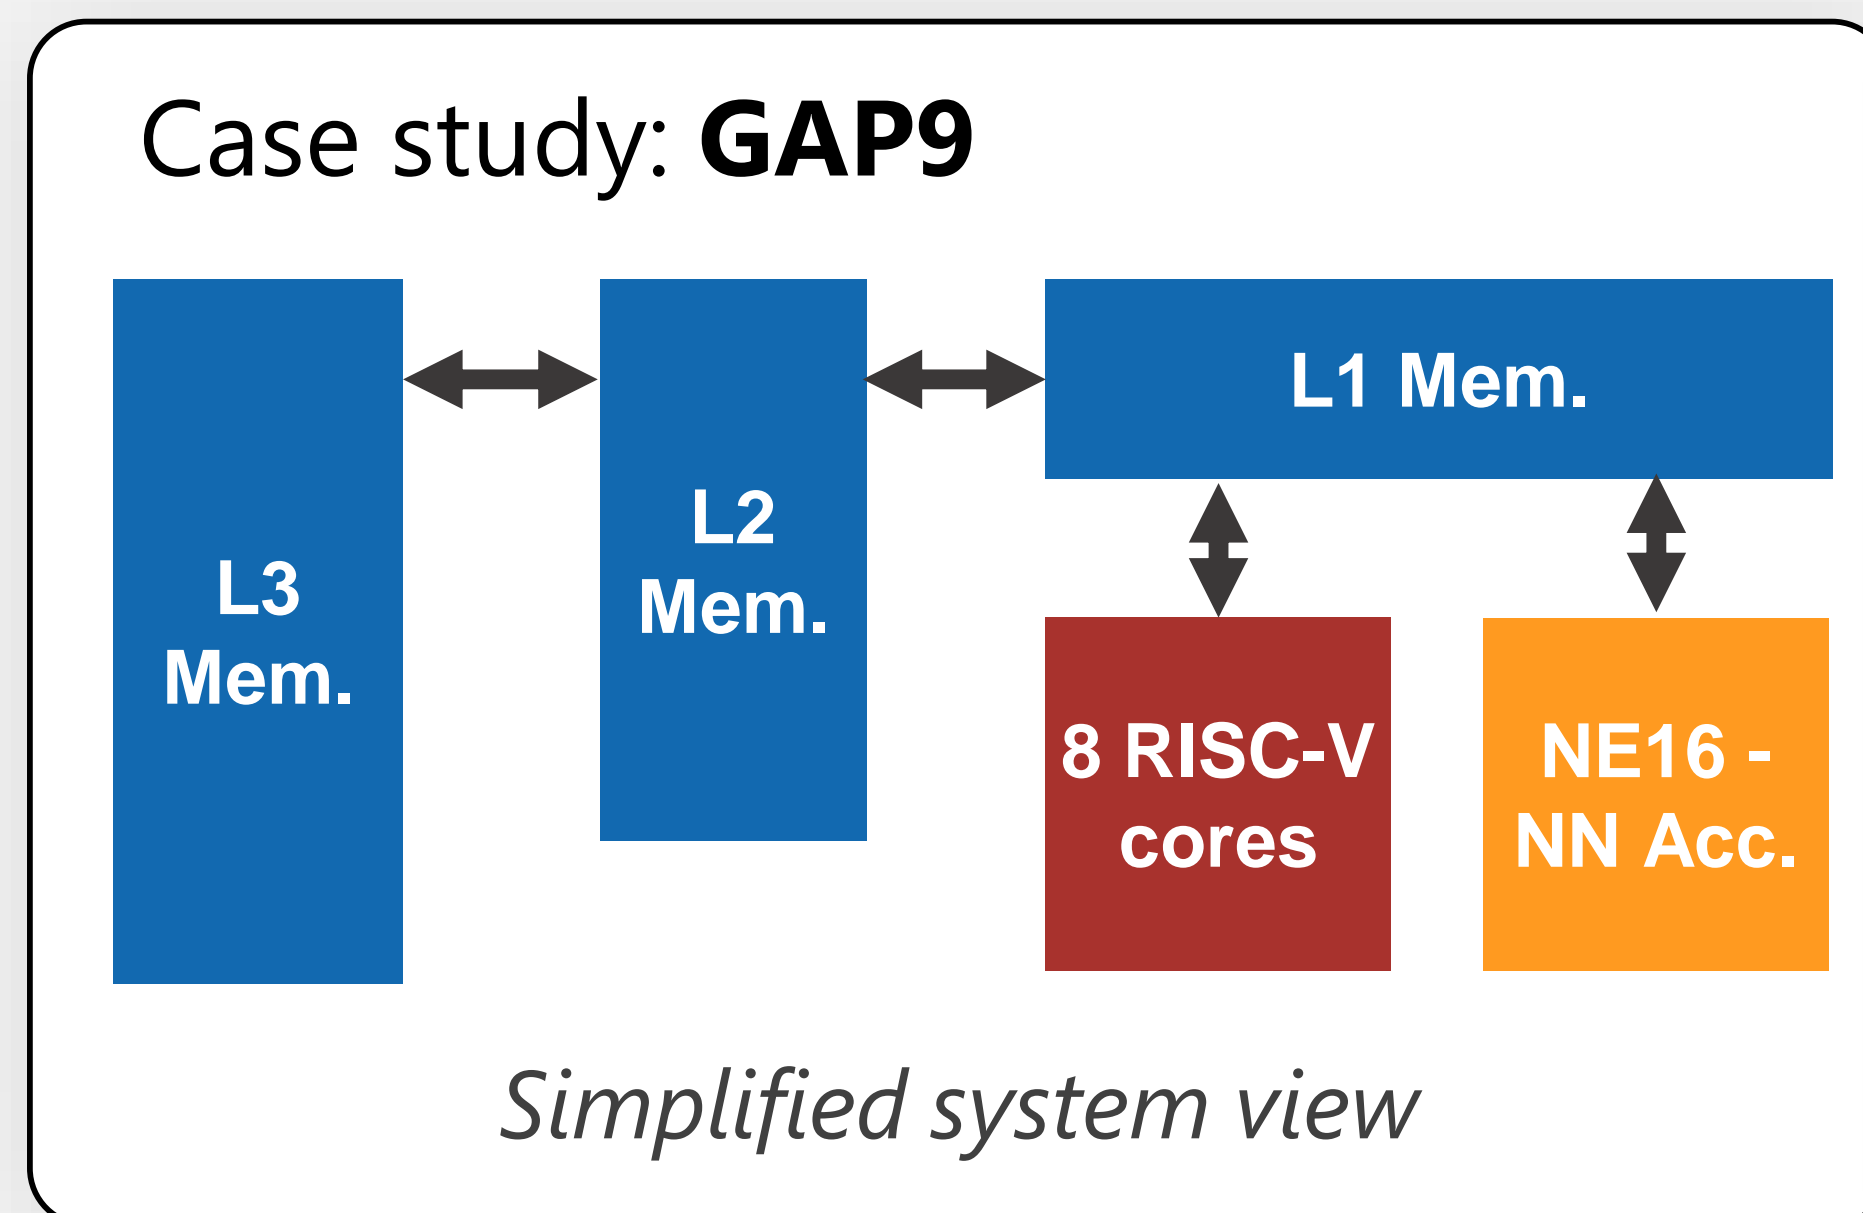 Case study: GAP9
L3
Mem.
L2
Mem.
L1 Mem.
8 RISC-V
cores
NE16 -
NN Acc.
Simplified system view